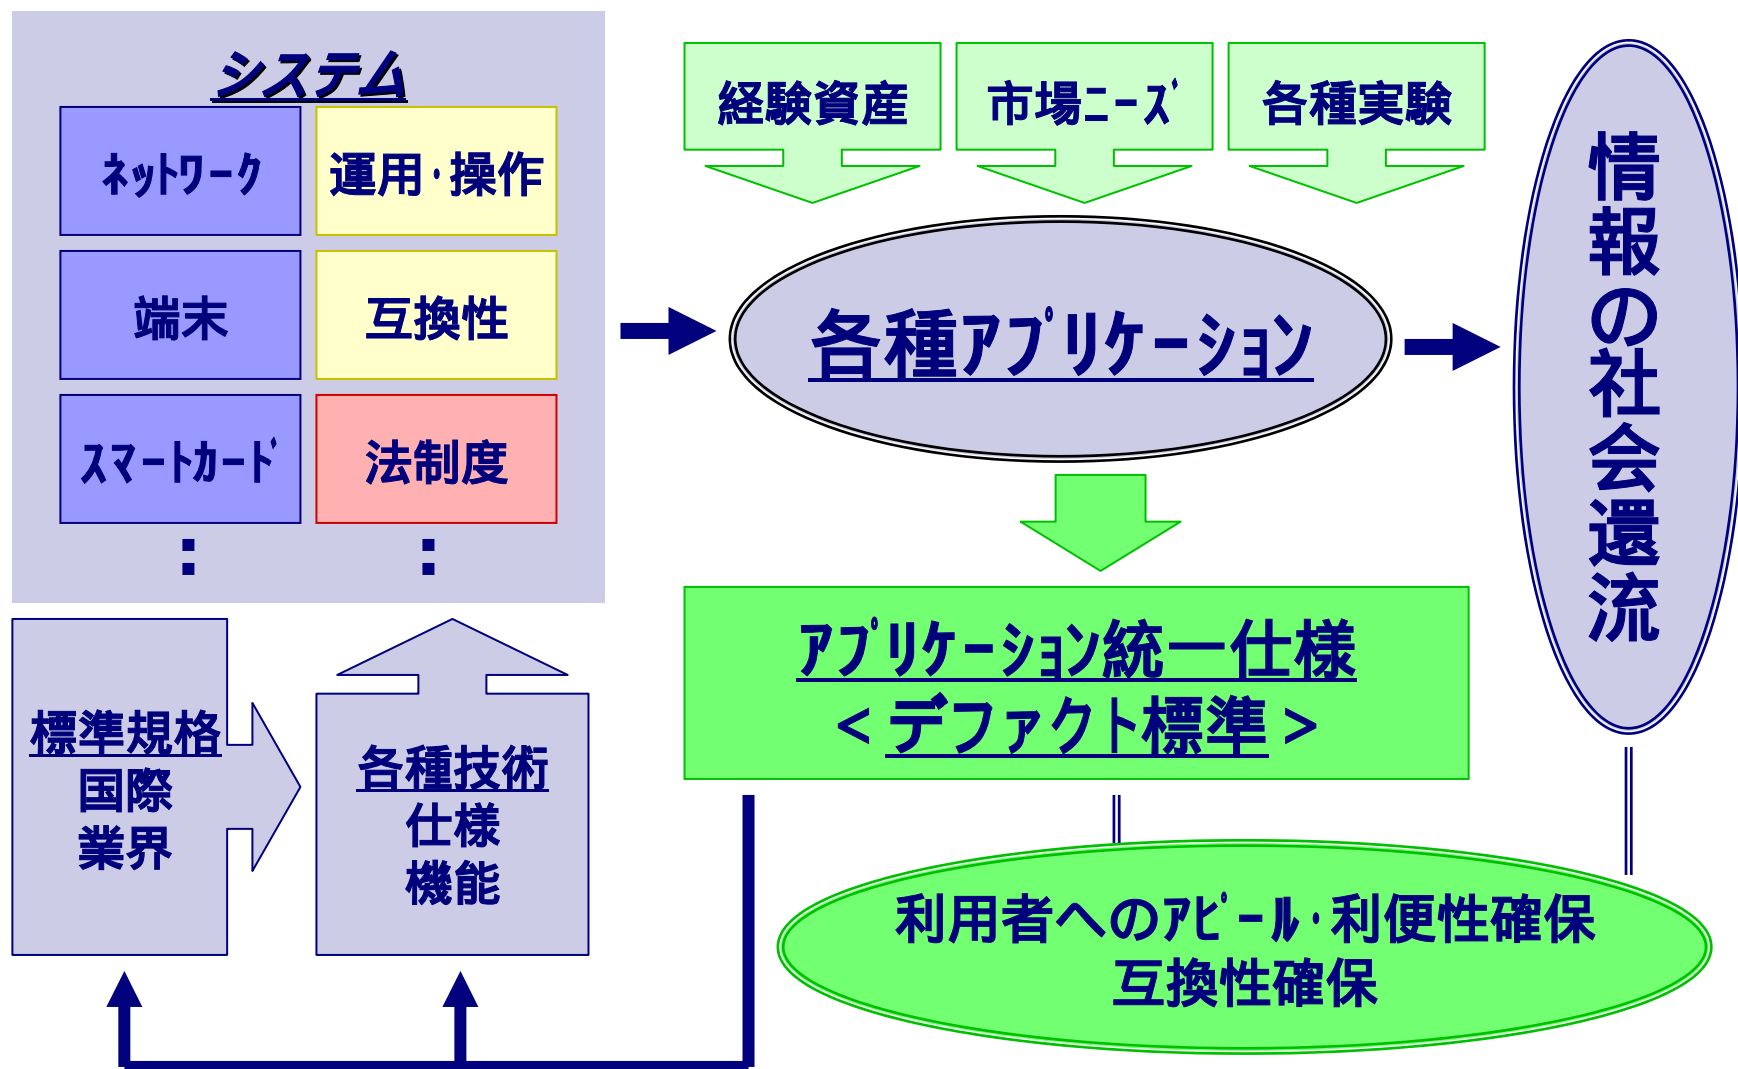 システム
ﾈｯﾄﾜｰｸ
運用･操作
端末
互換性
ｽﾏｰﾄｶｰﾄﾞ
法制度
：
：
標準規格
国際
業界
各種技術
仕様
機能
経験資産
市場ﾆｰｽﾞ
各種実験
各種ｱﾌﾟﾘｹｰｼｮﾝ
ｱﾌﾟﾘｹｰｼｮﾝ統一仕様
<デファクト標準>
情報の社会還流
利用者へのｱﾋﾟｰﾙ･利便性確保
互換性確保